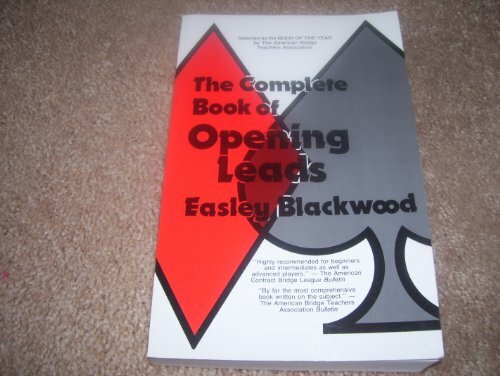 Selected as the BOOK OF THE YEAR
by The American Bridge
Teachers Association.
The Complete
Book of
Opening
Leads
Easley Blackwood
"Highly recommended for beginners
and intermediates as well as
advanced players." — The American
Contract Bridge League Bulletin
"By far the most comprehensive
book written on the subject." —
The American Bridge Teachers
Association Bulletin